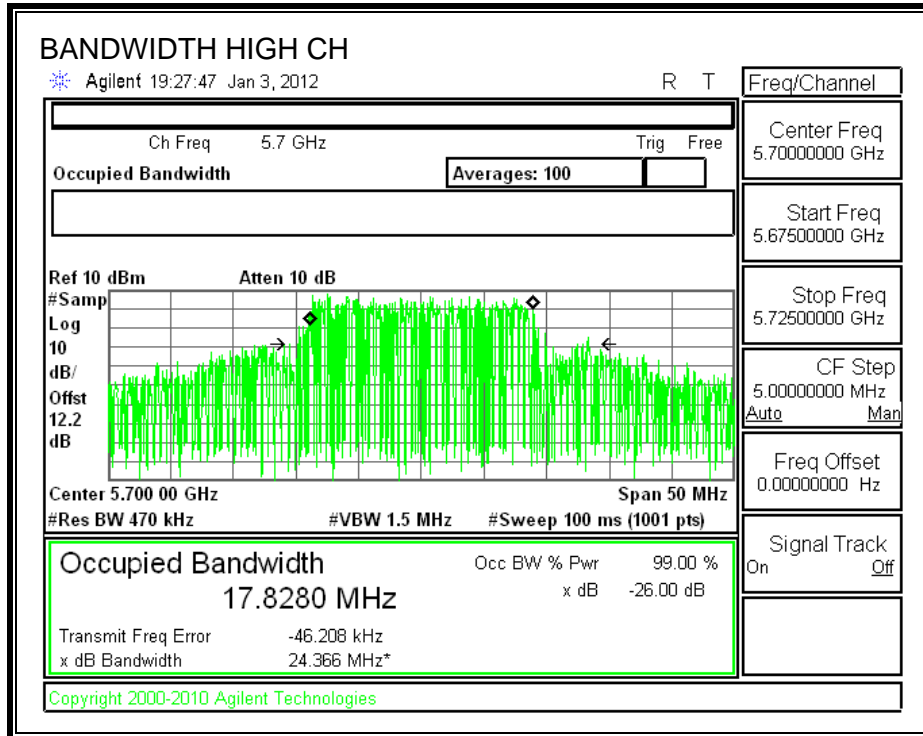 BANDWIDTH HIGH CH
Agilent 19:27:47 Jan 3, 2012 R T
Freq/Channel
Ch Freq 5.7 GHz Trig Free
Occupied Bandwidth Averages: 100
Center Freq
5.70000000 GHz
Start Freq
5.67500000 GHz
Stop Freq
5.72500000 GHz
CF Step
5.00000000 MHz
Auto Man
Freq Offset
0.00000000 Hz
Signal Track
On Off
Ref 10 dBm Atten 10 dB
#Samp
Log
10
dB/
Offst
12.2
dB
Center 5.700 00 GHz Span 50 MHz
#Res BW 470 kHz #VBW 1.5 MHz #Sweep 100 ms (1001 pts)
Occupied Bandwidth
17.8280 MHz
Occ BW % Pwr 99.00 %
x dB -26.00 dB
Transmit Freq Error -46.208 kHz
x dB Bandwidth 24.366 MHz*
Copyright 2000-2010 Agilent Technologies